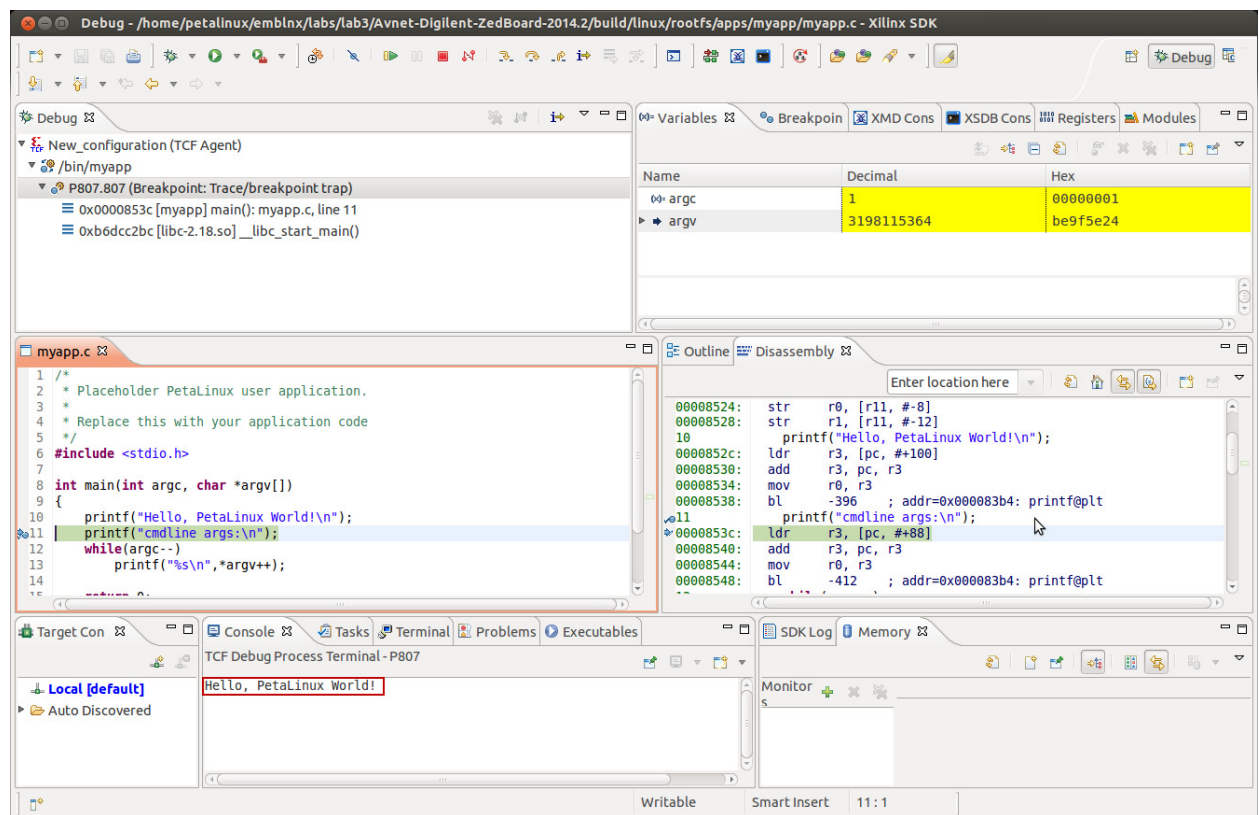 Debug - /home/petalinux/emblnx/labs/lab3/Avnet-Digilent-ZedBoard-2014.2/build/linux/rootfs/apps/myapp/myapp.c - Xilinx SDK
Debug
Debug
New_configuration (TCF Agent)
/bin/myapp
P807.807 (Breakpoint: Trace/breakpoint trap)
0x0000853c [myapp] main(): myapp.c, line 11
0xb6dcc2bc [libc-2.18.so] __libc_start_main()
(x)= Variables
Breakpoin
XMD Cons
XSDB Cons
Registers
Modules
Name Decimal Hex
(x)= argc 1 00000001
argv 3198115364 be9f5e24
myapp.c
1 /*
2 * Placeholder PetaLinux user application.
3 *
4 * Replace this with your application code
5 */
6 #include <stdio.h>
7
8 int main(int argc, char *argv[])
9 {
10 printf("Hello, PetaLinux World!\n");
11 printf("cmdline args:\n");
12 while(argc--)
13 printf("%s\n",*argv++);
14
15 return 0;
Outline
Disassembly
Enter location here
00008524: str r0, [r11, #-8]
00008528: str r1, [r11, #-12]
10 printf("Hello, PetaLinux World!\n");
0000852c: ldr r3, [pc, #+100]
00008530: add r3, pc, r3
00008534: mov r0, r3
00008538: bl -396 ; addr=0x000083b4: printf@plt
11 printf("cmdline args:\n");
0000853c: ldr r3, [pc, #+88]
00008540: add r3, pc, r3
00008544: mov r0, r3
00008548: bl -412 ; addr=0x000083b4: printf@plt
Target Con
Local [default]
Auto Discovered
Console
Tasks
Terminal
Problems
Executables
TCF Debug Process Terminal - P807
Hello, PetaLinux World!
SDK Log
Memory
Monitor
s
Writable Smart Insert 11 : 1